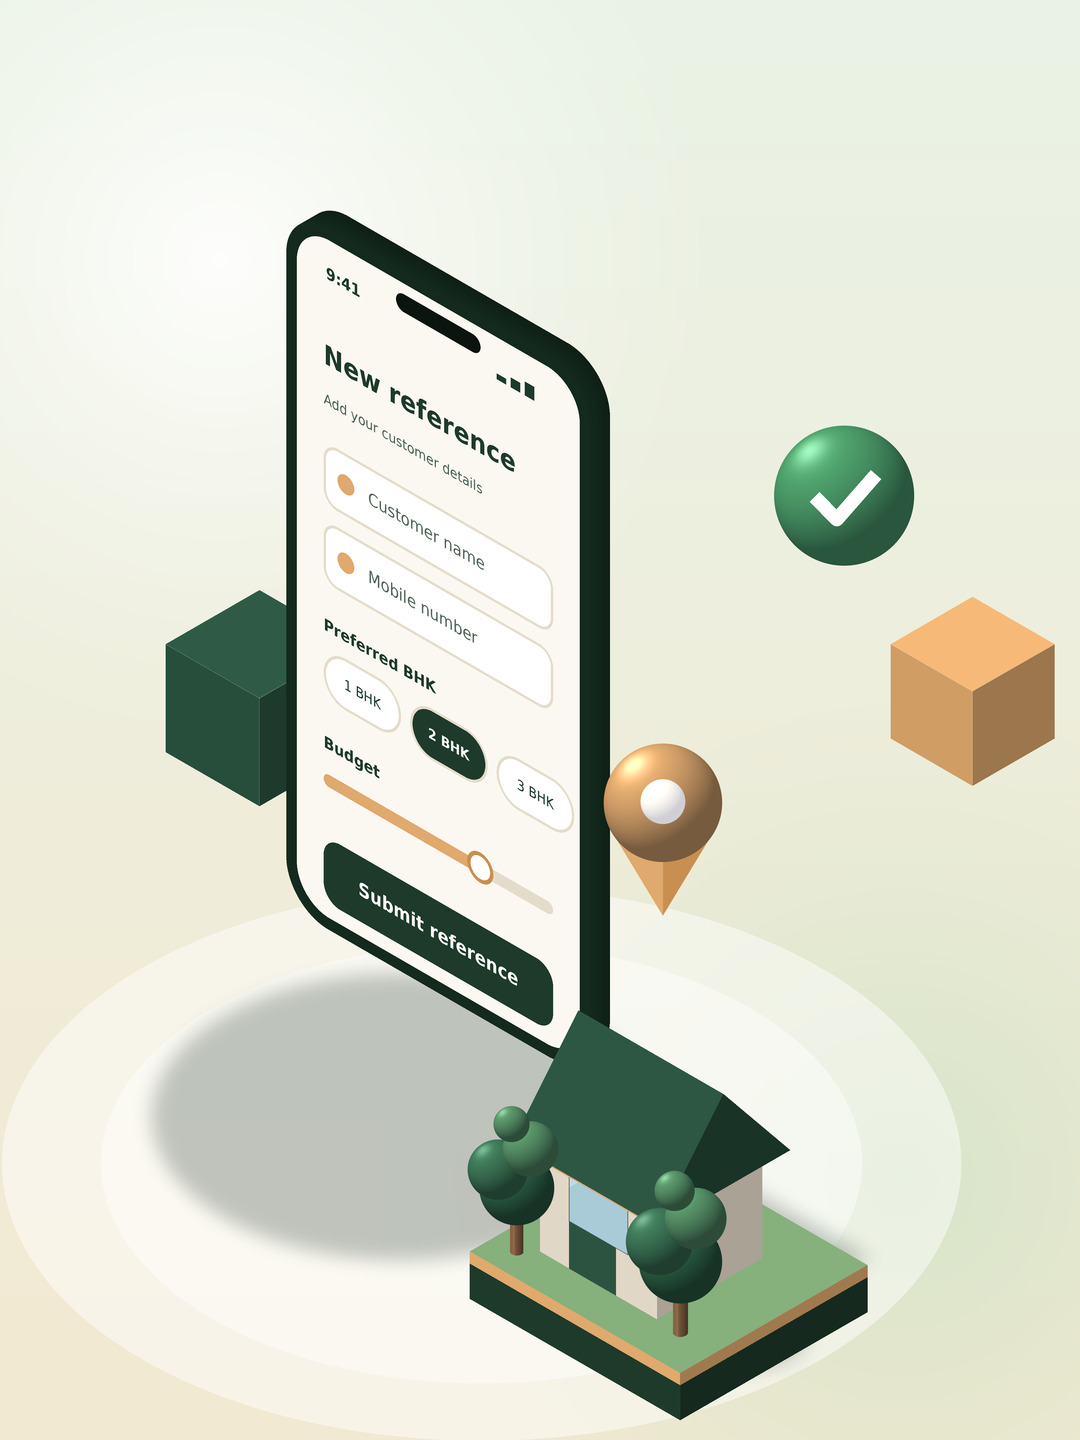 9:41
New reference
Add your customer details
Customer name
Mobile number
Preferred BHK
1 BHK
2 BHK
3 BHK
Budget
Submit reference